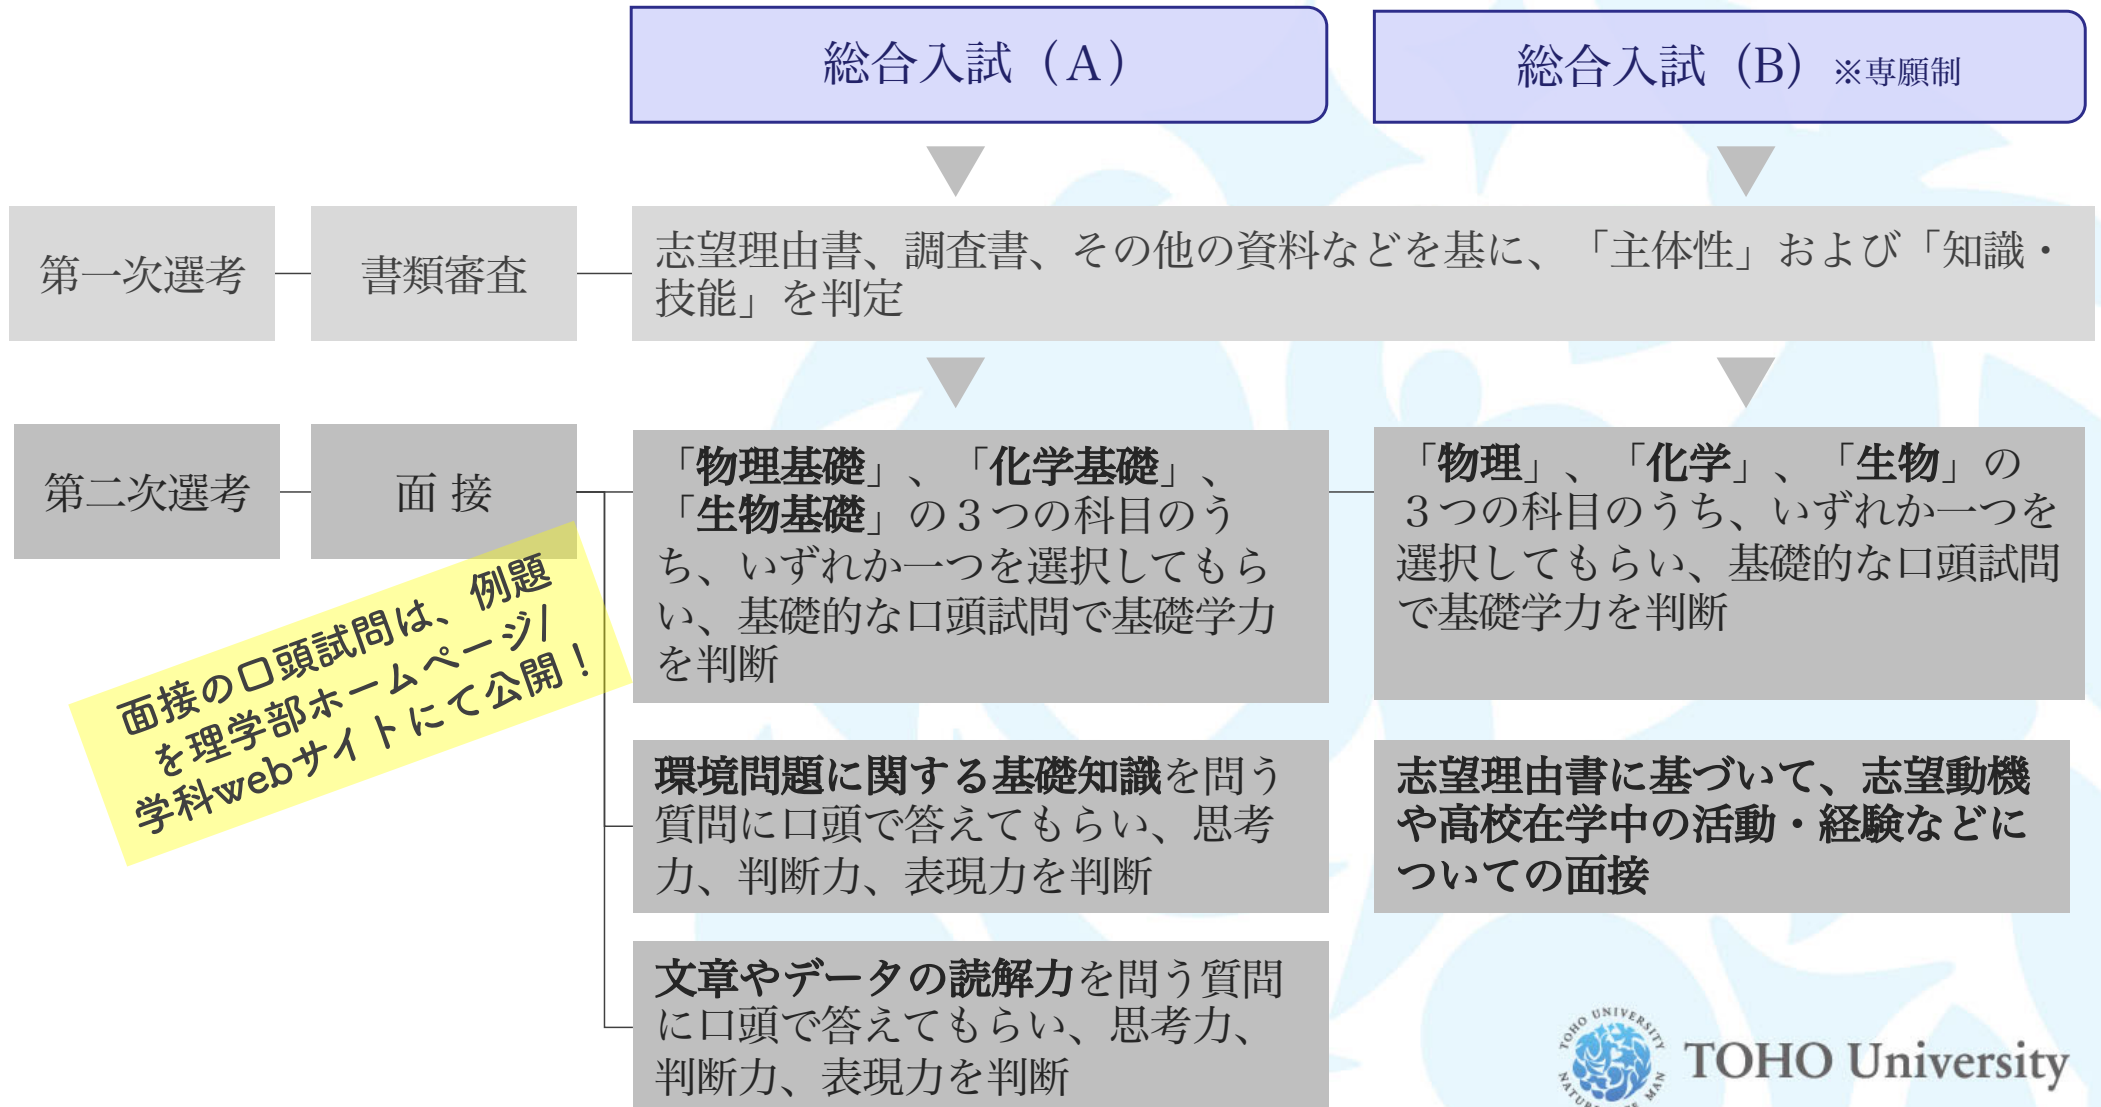 総合入試（A）
総合入試（B）※専願制
第一次選考
書類審査
志望理由書、調査書、その他の資料などを基に、「主体性」および「知識・
技能」を判定
第二次選考
面 接
「物理基礎」、「化学基礎」、
「生物基礎」の３つの科目のう
ち、いずれか一つを選択してもら
い、基礎的な口頭試問で基礎学力
を判断
「物理」、「化学」、「生物」の
３つの科目のうち、いずれか一つを
選択してもらい、基礎的な口頭試問
で基礎学力を判断
面接の口頭試問は、例題
を理学部ホームページ/
学科webサイトにて公開！
環境問題に関する基礎知識を問う
質問に口頭で答えてもらい、思考
力、判断力、表現力を判断
志望理由書に基づいて、志望動機
や高校在学中の活動・経験などに
ついての面接
文章やデータの読解力を問う質問
に口頭で答えてもらい、思考力、
判断力、表現力を判断
TOHO UNIVERSITY
TOHO University